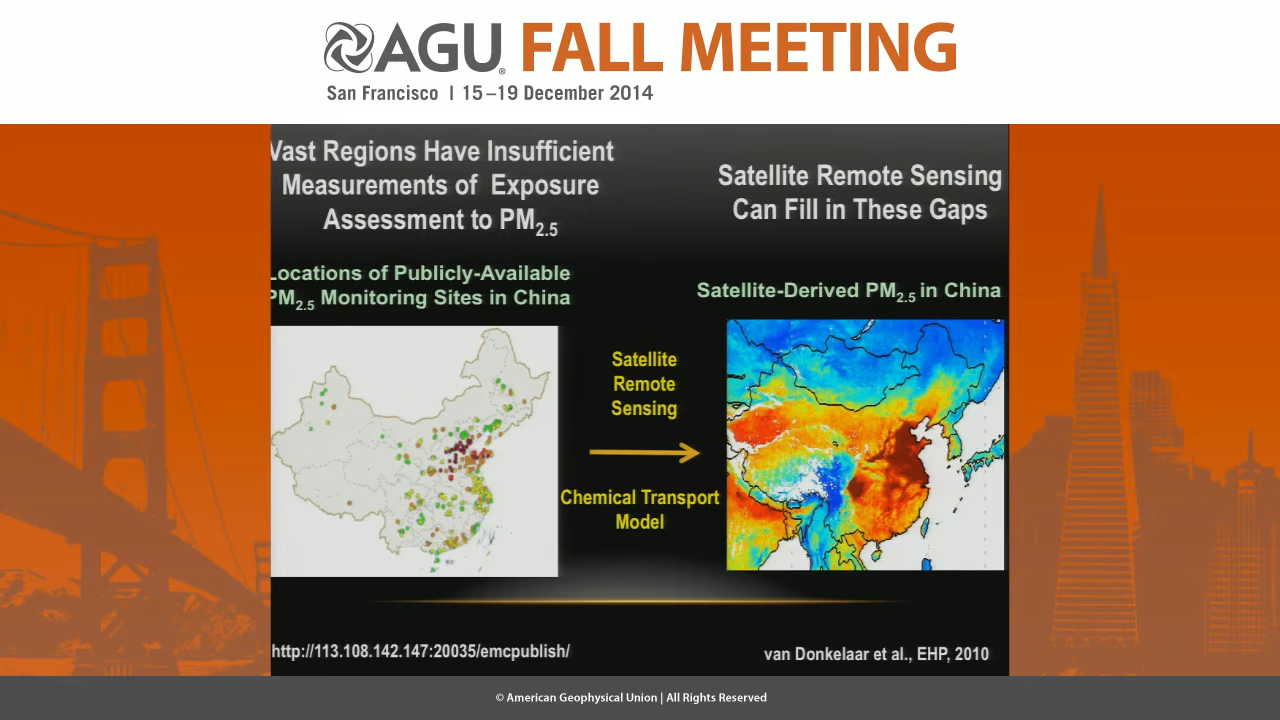 AGU FALL MEETING
San Francisco | 15–19 December 2014
Vast Regions Have Insufficient
Measurements of Exposure
Assessment to PM2.5
Satellite Remote Sensing
Can Fill in These Gaps
Locations of Publicly-Available
PM2.5 Monitoring Sites in China
Satellite-Derived PM2.5 in China
Satellite
Remote
Sensing
Chemical Transport
Model
http://113.108.142.147:20035/emcpublish/
van Donkelaar et al., EHP, 2010
© American Geophysical Union | All Rights Reserved